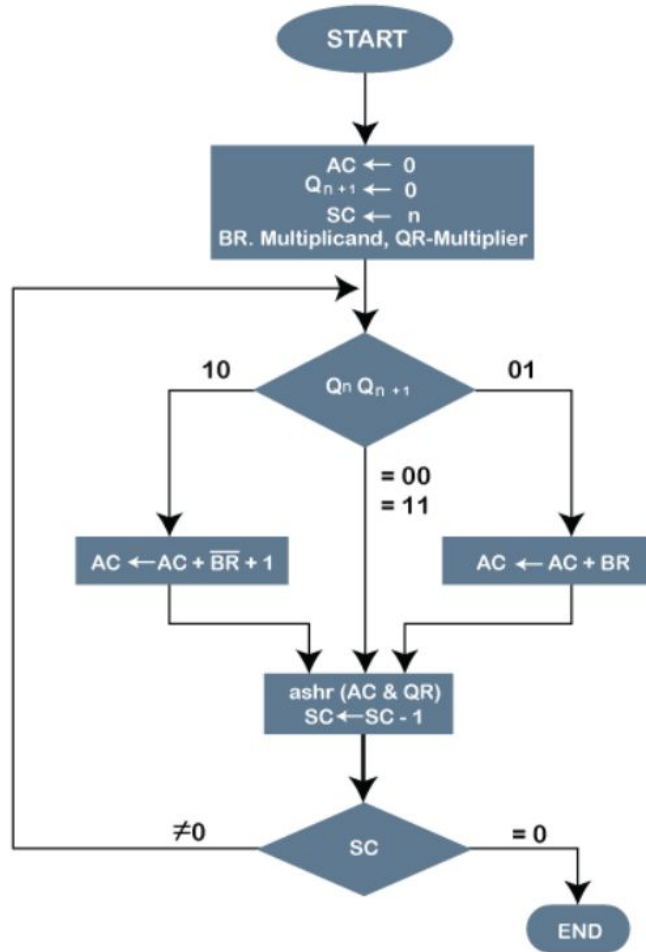 START
AC ← 0
Qn+1 ← 0
SC ← n
BR. Multiplicand, QR-Multiplier
10
Qn Qn+1
01
= 00
= 11
AC ← AC + B̅R̅ + 1
AC ← AC + BR
ashr (AC & QR)
SC ← SC - 1
≠0
SC
= 0
END